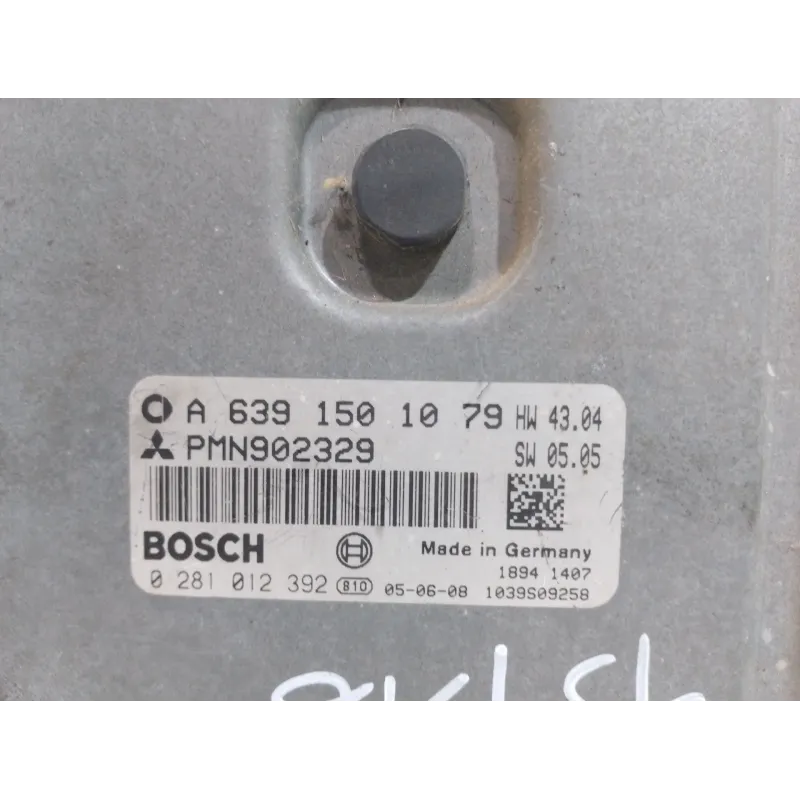 A 639 150 10 79 HW 43.04
PMN902329 SW 05.05
BOSCH Made in Germany
1894 1407
0 281 012 392 B10 05-06-08 1039S09258